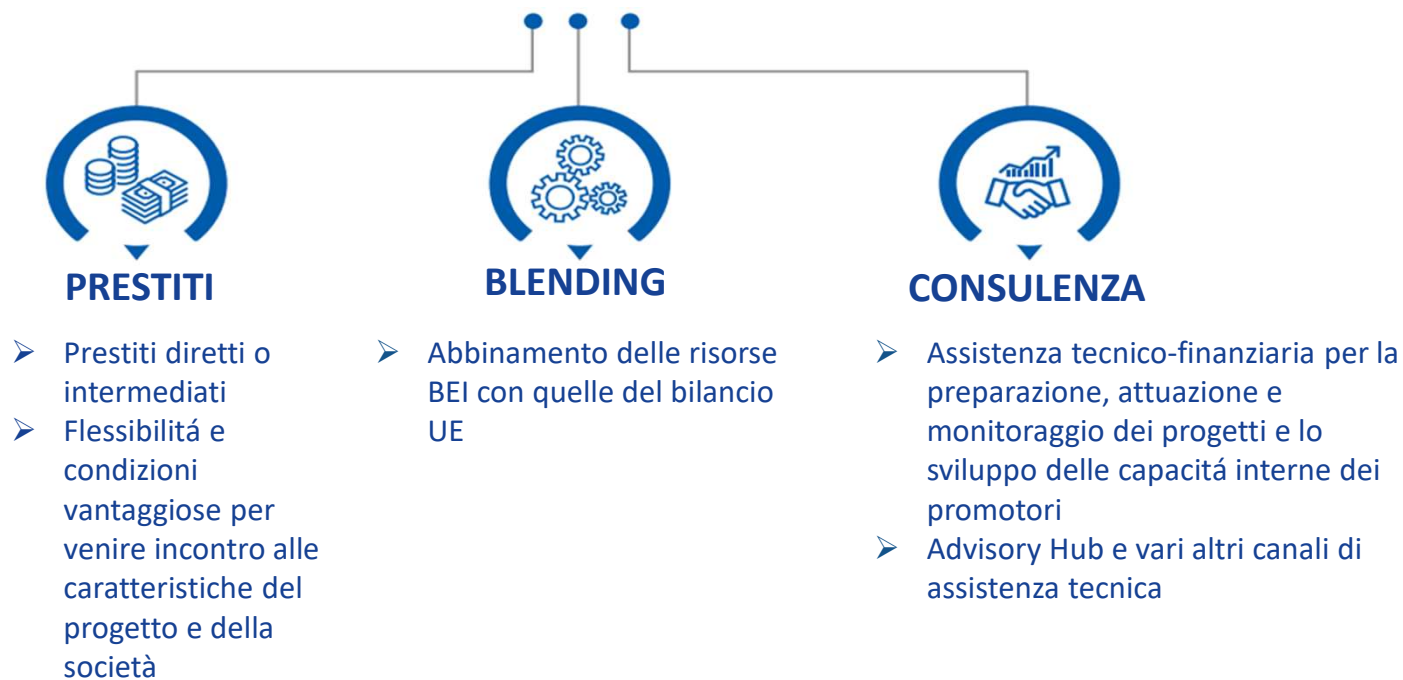 PRESTITI
➢ Prestiti diretti o
intermediati
➢ Flessibilitá e
condizioni
vantaggiose per
venire incontro alle
caratteristiche del
progetto e della
società
BLENDING
➢ Abbinamento delle risorse
BEI con quelle del bilancio
UE
CONSULENZA
➢ Assistenza tecnico-finanziaria per la
preparazione, attuazione e
monitoraggio dei progetti e lo
sviluppo delle capacitá interne dei
promotori
➢ Advisory Hub e vari altri canali di
assistenza tecnica